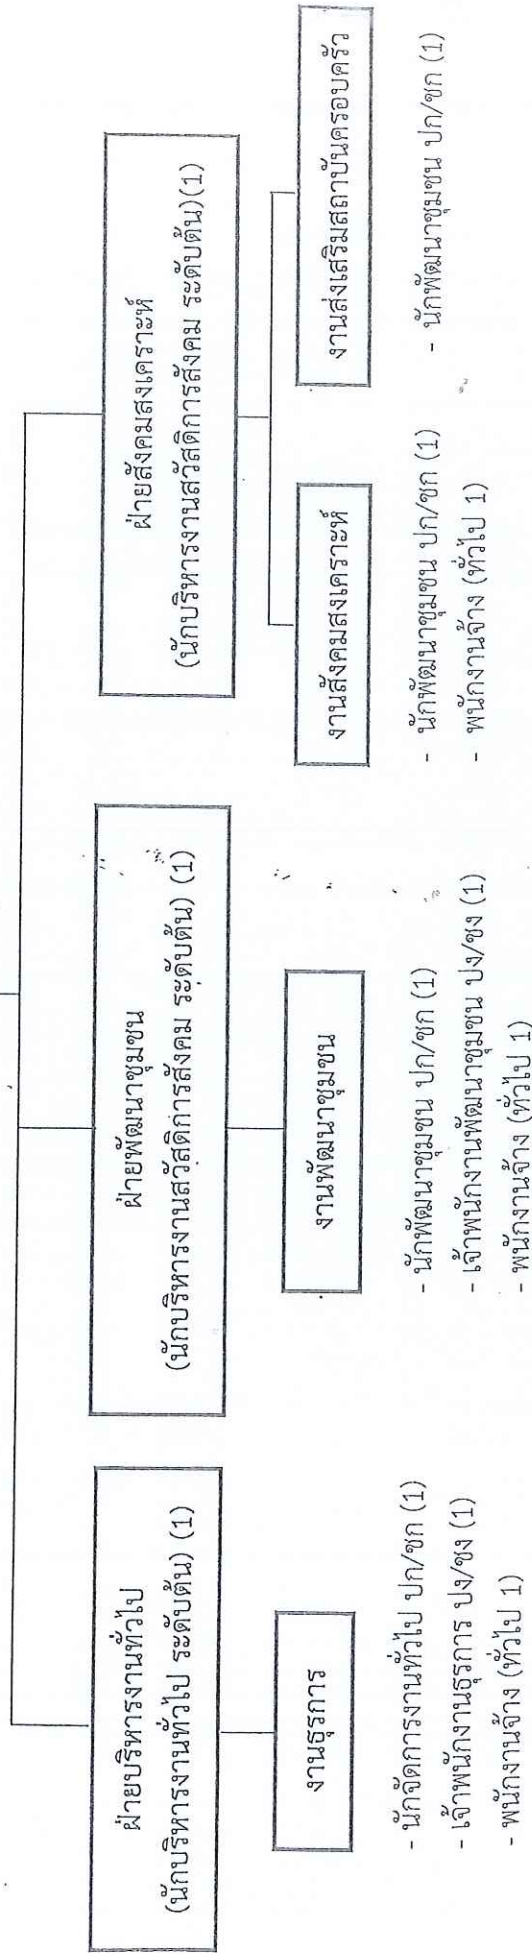 ฝ่ายบริหารงานทั่วไป
(นักบริหารงานทั่วไป ระดับต้น) (1)
งานธุรการ
- นักจัดการงานทั่วไป ปก/ชก (1)
- เจ้าพนักงานธุรการ ปง/ชง (1)
- พนักงานจ้าง (ทั่วไป 1)
ฝ่ายพัฒนาชุมชน
(นักบริหารงานสวัสดิการสังคม ระดับต้น) (1)
งานพัฒนาชุมชน
- นักพัฒนาชุมชน ปก/ชก (1)
- เจ้าพนักงานพัฒนาชุมชน ปง/ชง (1)
- พนักงานจ้าง (ทั่วไป 1)
ฝ่ายสังคมสงเคราะห์
(นักบริหารงานสวัสดิการสังคม ระดับต้น)(1)
งานสังคมสงเคราะห์
- นักพัฒนาชุมชน ปก/ชก (1)
- พนักงานจ้าง (ทั่วไป 1)
งานส่งเสริมสถาบันครอบครัว
- นักพัฒนาชุมชน ปก/ชก (1)